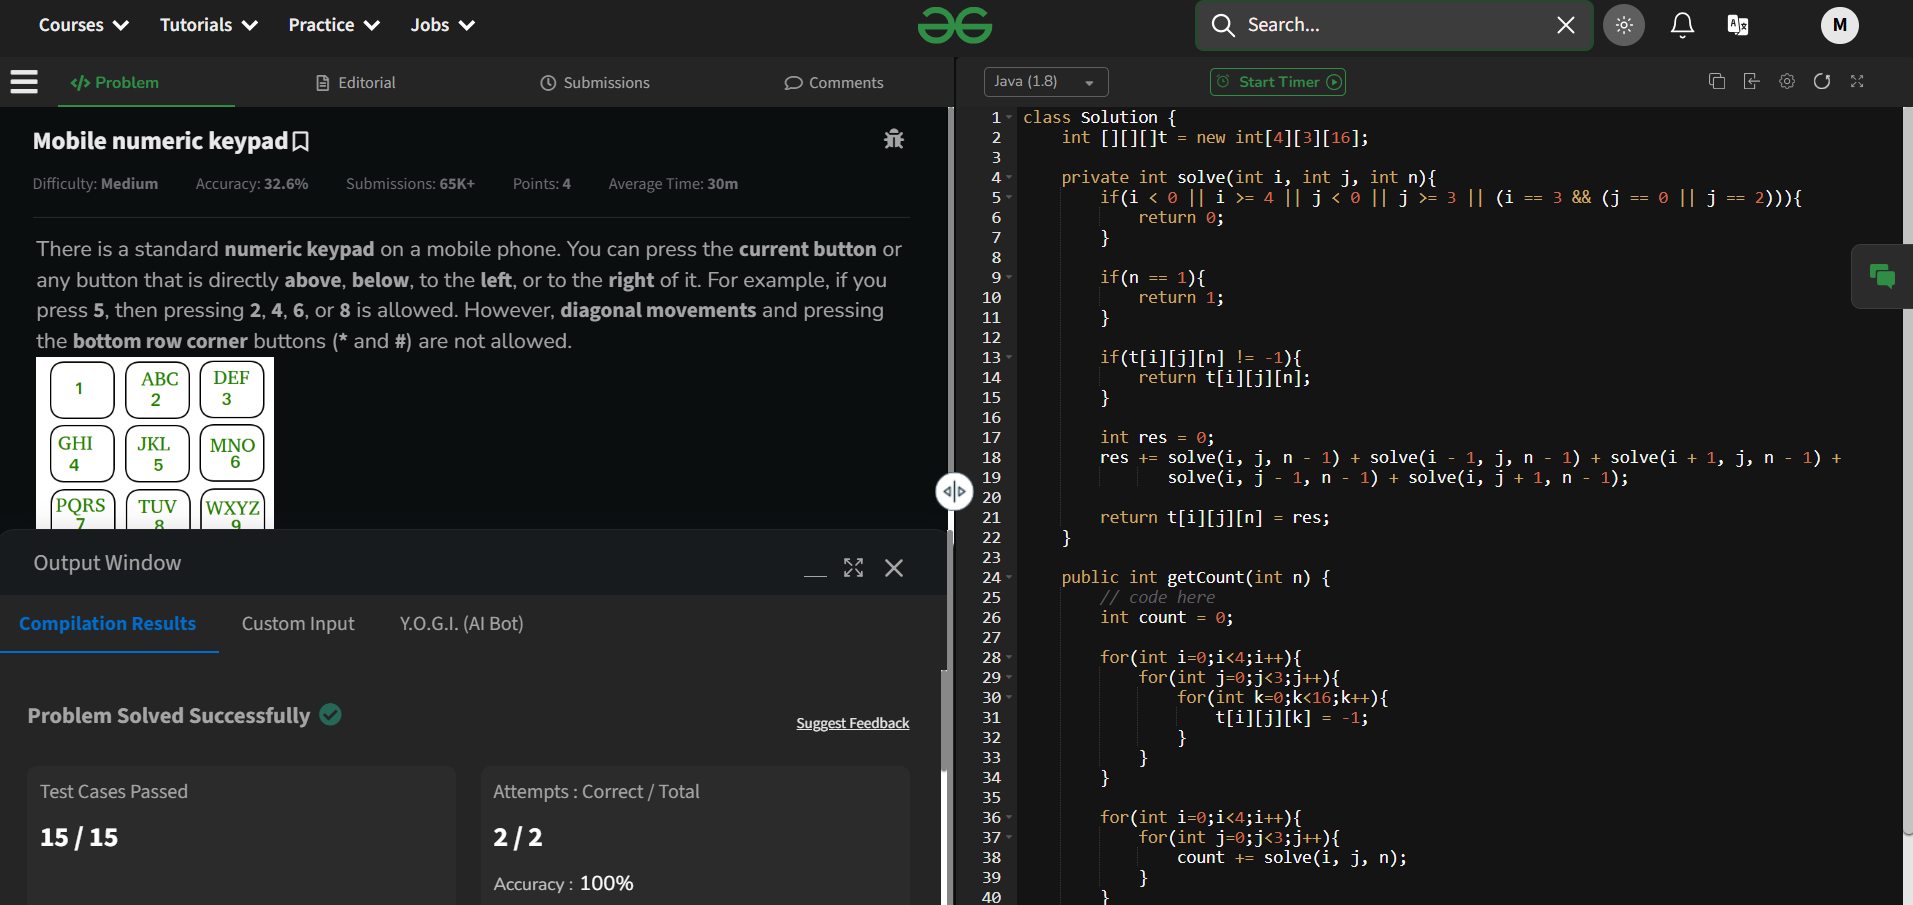 Courses Tutorials Practice Jobs Search... M
</> Problem Editorial Submissions Comments
Mobile numeric keypad
Difficulty: Medium Accuracy: 32.6% Submissions: 65K+ Points: 4 Average Time: 30m
There is a standard numeric keypad on a mobile phone. You can press the current button or
any button that is directly above, below, to the left, or to the right of it. For example, if you
press 5, then pressing 2, 4, 6, or 8 is allowed. However, diagonal movements and pressing
the bottom row corner buttons (* and #) are not allowed.
1 ABC 2 DEF 3
GHI 4 JKL 5 MNO 6
PQRS 7 TUV 8 WXYZ 9
Output Window
Compilation Results Custom Input Y.O.G.I. (AI Bot)
Problem Solved Successfully
Suggest Feedback
Test Cases Passed
15 / 15
Attempts : Correct / Total
2 / 2
Accuracy : 100%
Java (1.8) Start Timer
1 class Solution {
2 int [][][]t = new int[4][3][16];
3
4 private int solve(int i, int j, int n){
5 if(i < 0 || i >= 4 || j < 0 || j >= 3 || (i == 3 && (j == 0 || j == 2))){
6 return 0;
7 }
8
9 if(n == 1){
10 return 1;
11 }
12
13 if(t[i][j][n] != -1){
14 return t[i][j][n];
15 }
16
17 int res = 0;
18 res += solve(i, j, n - 1) + solve(i - 1, j, n - 1) + solve(i + 1, j, n - 1) +
19 solve(i, j - 1, n - 1) + solve(i, j + 1, n - 1);
20
21 return t[i][j][n] = res;
22 }
23
24 public int getCount(int n) {
25 // code here
26 int count = 0;
27
28 for(int i=0;i<4;i++){
29 for(int j=0;j<3;j++){
30 for(int k=0;k<16;k++){
31 t[i][j][k] = -1;
32 }
33 }
34 }
35
36 for(int i=0;i<4;i++){
37 for(int j=0;j<3;j++){
38 count += solve(i, j, n);
39 }
40 }